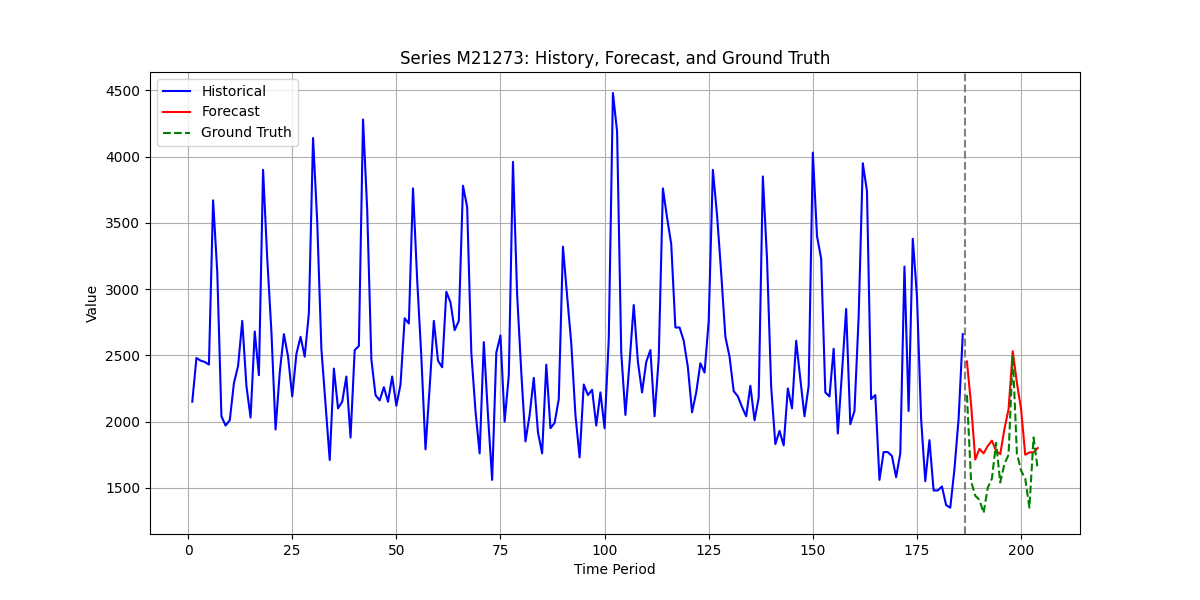 Series M21273: History, Forecast, and Ground Truth
Historical
Forecast
Ground Truth
Value
4500
4000
3500
3000
2500
2000
1500
0 25 50 75 100 125 150 175 200
Time Period